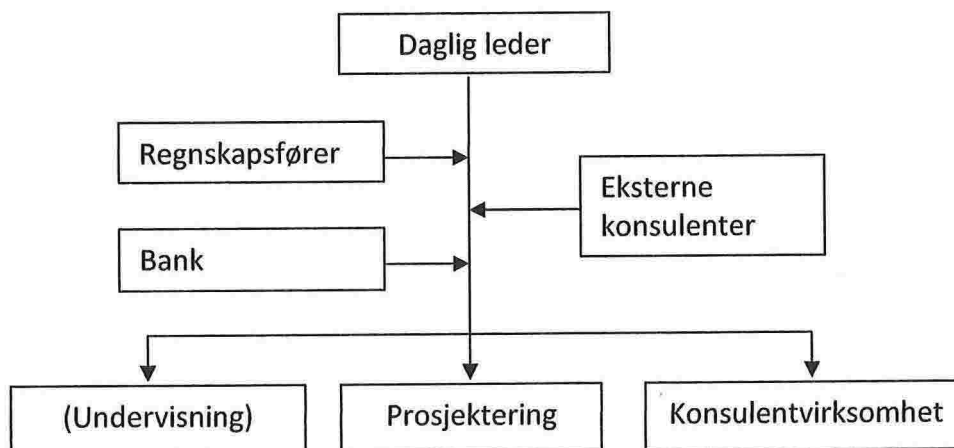 Daglig leder
Regnskapsfører
Eksterne
konsulenter
Bank
(Undervisning)
Prosjektering
Konsulentvirksomhet